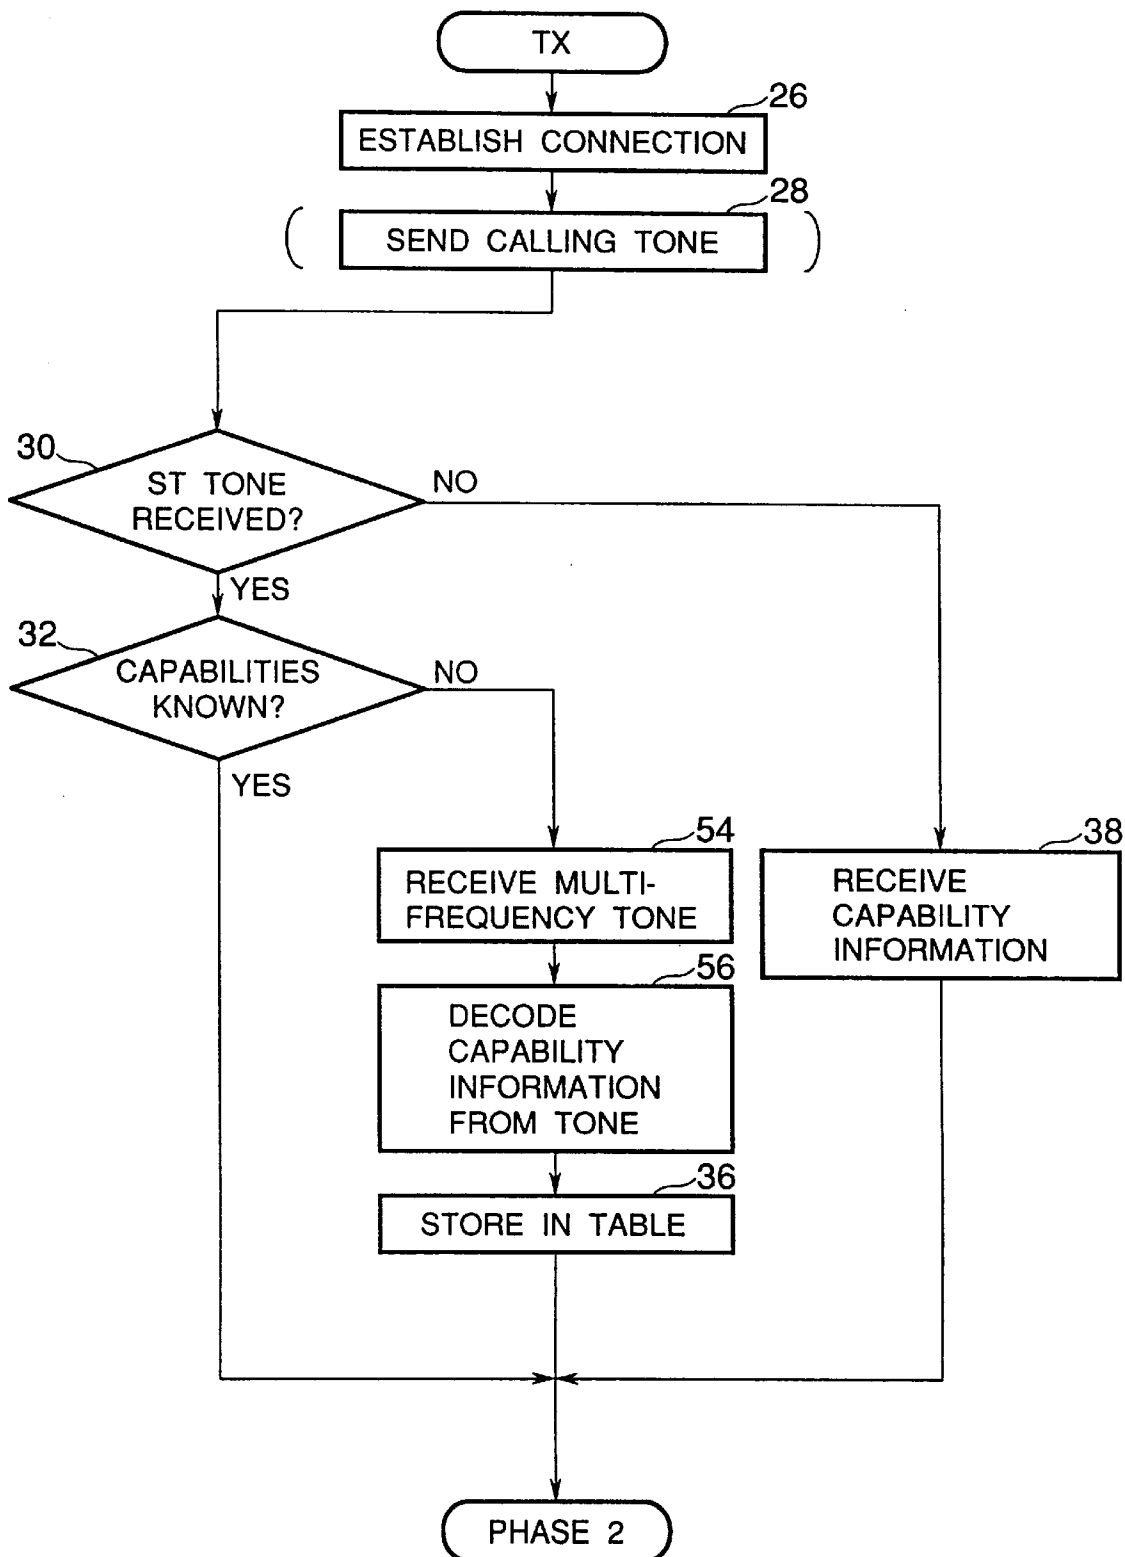 TX
26
ESTABLISH CONNECTION
28
( SEND CALLING TONE )
30
ST TONE
RECEIVED?
NO
YES
32
CAPABILITIES
KNOWN?
NO
YES
54
RECEIVE MULTI-
FREQUENCY TONE
38
RECEIVE
CAPABILITY
INFORMATION
56
DECODE
CAPABILITY
INFORMATION
FROM TONE
36
STORE IN TABLE
PHASE 2